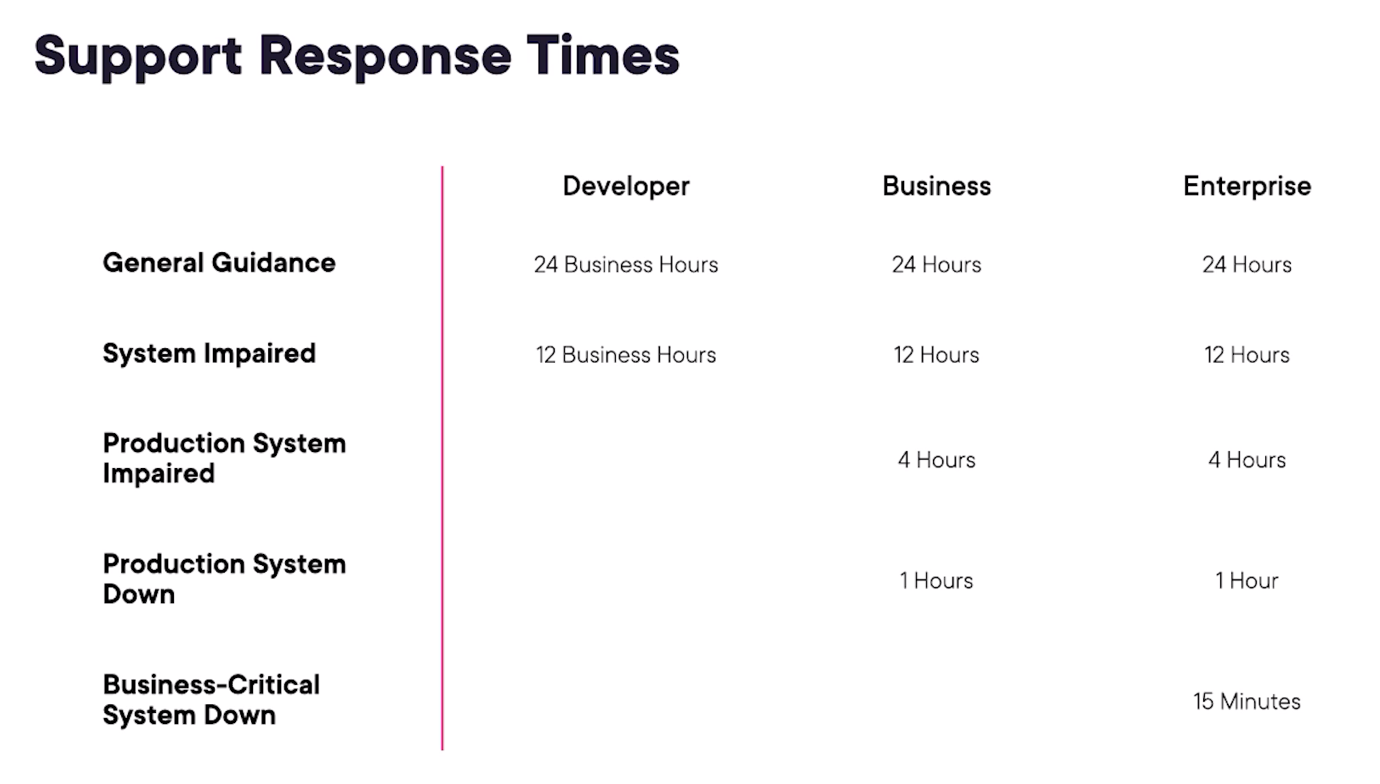 Support Response Times
Developer Business Enterprise
General Guidance 24 Business Hours 24 Hours 24 Hours
System Impaired 12 Business Hours 12 Hours 12 Hours
Production System
Impaired 4 Hours 4 Hours
Production System
Down 1 Hours 1 Hour
Business-Critical
System Down 15 Minutes